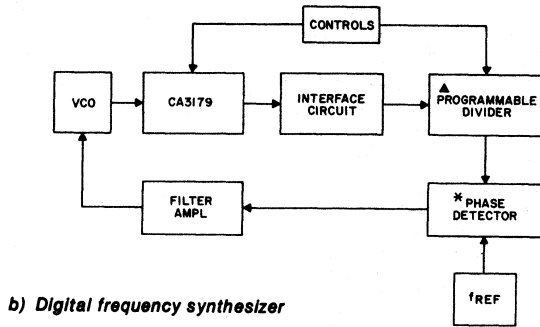 CONTROLS
VCO
CA3179
INTERFACE
CIRCUIT
▲ PROGRAMMABLE
DIVIDER
FILTER
AMPL
* PHASE
DETECTOR
fREF
b) Digital frequency synthesizer